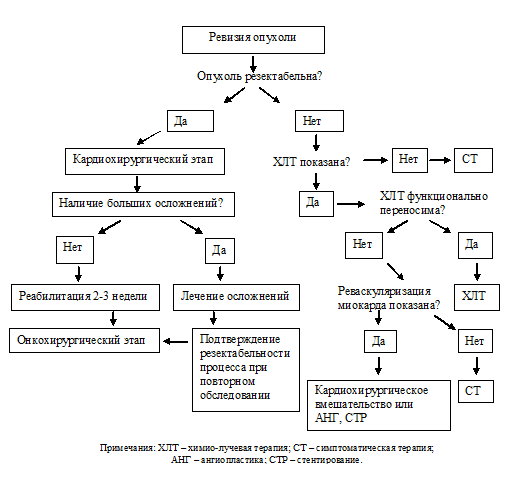 Ревизия опухоли
Опухоль резектабельна?
Да
Нет
Кардиохирургический этап
ХЛТ показана?
Нет
СТ
Наличие больших осложнений?
Да
ХЛТ функционально
переносима?
Нет
Да
Нет
Да
Реабилитация 2-3 недели
Лечение осложнений
Реваскуляризация
миокарда показана?
ХЛТ
Онкохирургический этап
Подтверждение
резектабельности
процесса при
повторном
обследовании
Да
Нет
Кардиохирургическое
вмешательство или
АНГ, СТР
СТ
Примечания: ХЛТ – химио-лучевая терапия; СТ – симптоматическая терапия;
АНГ – ангиопластика; СТР – стентирование.